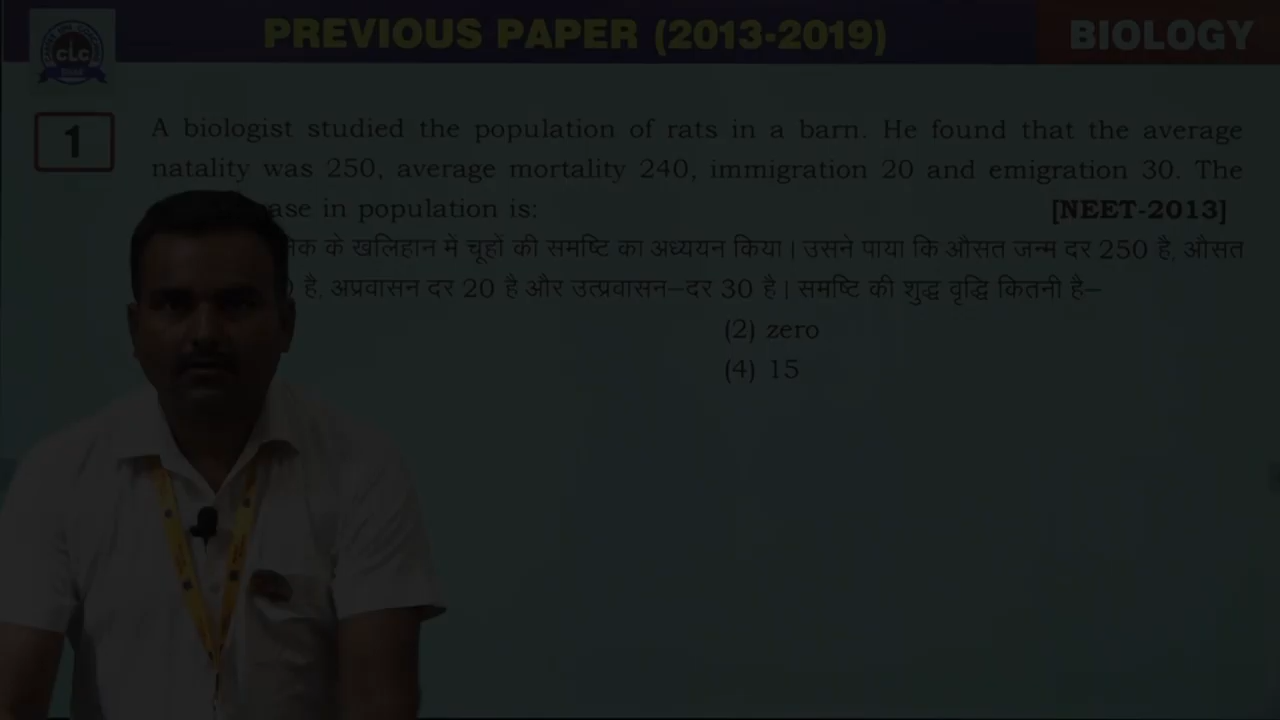 PREVIOUS PAPER (2013-2019)
BIOLOGY
CLC
1
A biologist studied the population of rats in a barn. He found that the average
natality was 250, average mortality 240, immigration 20 and emigration 30. The
in population is:
[NEET-2013]
के खलिहान में चूहों की समष्टि का अध्ययन किया। उसने पाया कि औसत जन्म दर 250 है, औसत
है, अप्रवासन दर 20 है और उत्प्रवासन–दर 30 है। समष्टि की शुद्ध वृद्धि कितनी है–
(2) zero
(4) 15